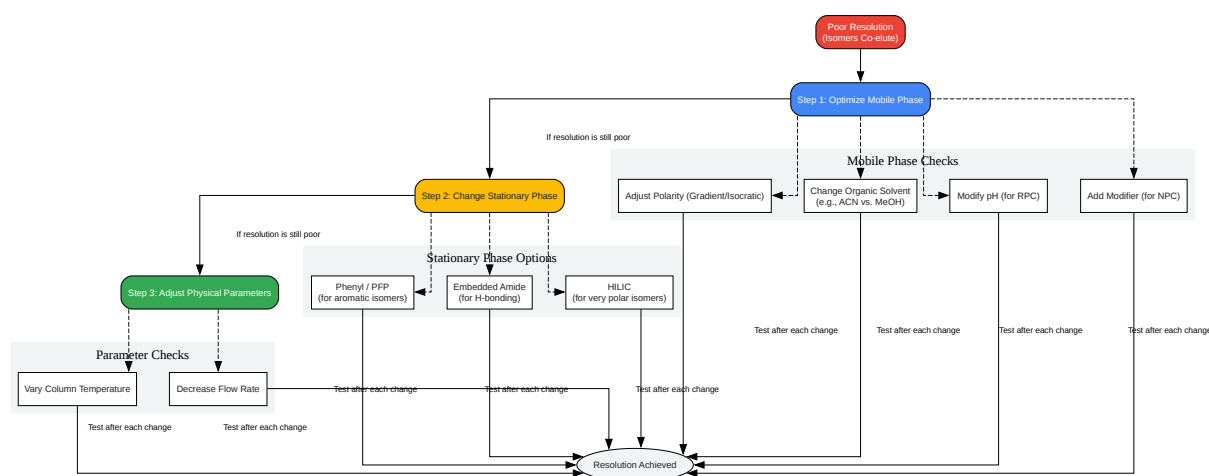 Poor Resolution
(Isomers Co-elute)
Step 1: Optimize Mobile Phase
If resolution is still poor
Mobile Phase Checks
Adjust Polarity (Gradient/Isocratic)
Change Organic Solvent
(e.g., ACN vs. MeOH)
Modify pH (for RPC)
Add Modifier (for NPC)
Step 2: Change Stationary Phase
If resolution is still poor
Stationary Phase Options
Phenyl / PFP
(for aromatic isomers)
Embedded Amide
(for H-bonding)
HILIC
(for very polar isomers)
Step 3: Adjust Physical Parameters
Test after each change
Test after each change
Test after each change
Test after each change
Parameter Checks
Vary Column Temperature
Decrease Flow Rate
Test after each change
Test after each change
Test after each change
Test after each change
Test after each change
Resolution Achieved